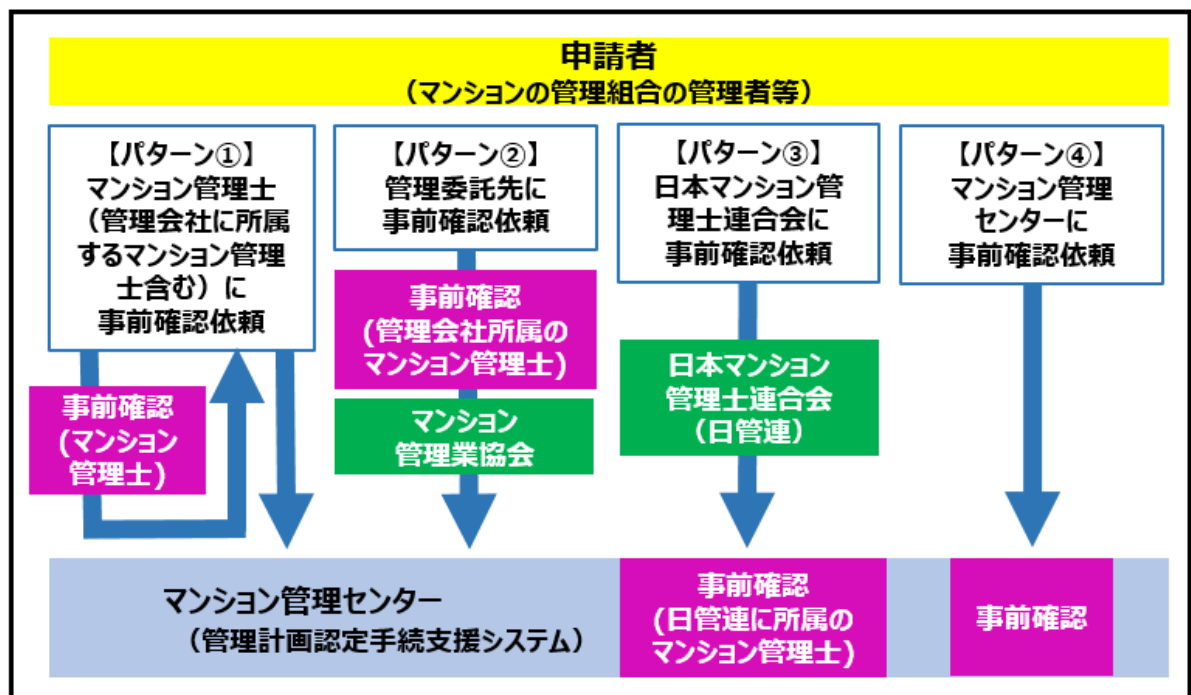 申請者
（マンションの管理組合の管理者等）
【パターン①】
マンション管理士
（管理会社に所属
するマンション管理
士含む）に
事前確認依頼
事前確認
(マンション
管理士)
【パターン②】
管理委託先に
事前確認依頼
事前確認
(管理会社所属の
マンション管理士)
マンション
管理業協会
【パターン③】
日本マンション管
理士連合会に
事前確認依頼
日本マンション
管理士連合会
（日管連）
【パターン④】
マンション管理
センターに
事前確認依頼
マンション管理センター
（管理計画認定手続支援システム）
事前確認
(日管連に所属の
マンション管理士)
事前確認